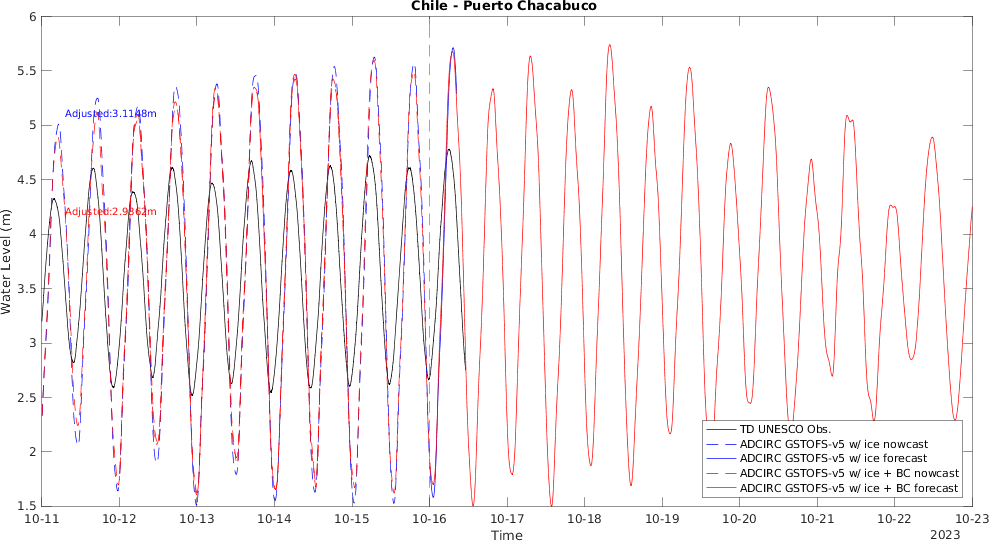 Chile - Puerto Chacabuco
6
5.5
5
4.5
4
3.5
3
2.5
2
1.5
Water Level (m)
Adjusted:3.1148m
Adjusted:2.9362m
TD UNESCO Obs.
ADCIRC GSTOFS-v5 w/ ice nowcast
ADCIRC GSTOFS-v5 w/ ice forecast
ADCIRC GSTOFS-v5 w/ ice + BC nowcast
ADCIRC GSTOFS-v5 w/ ice + BC forecast
10-11 10-12 10-13 10-14 10-15 10-16 10-17 10-18 10-19 10-20 10-21 10-22 10-23
Time
2023